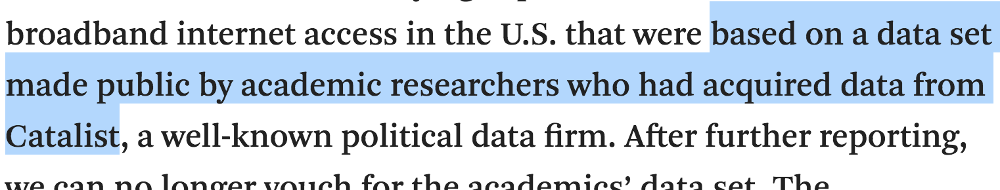 broadband internet access in the U.S. that were based on a data set
made public by academic researchers who had acquired data from
Catalist, a well-known political data firm. After further reporting,
we can no longer vouch for the academics’ data set. The